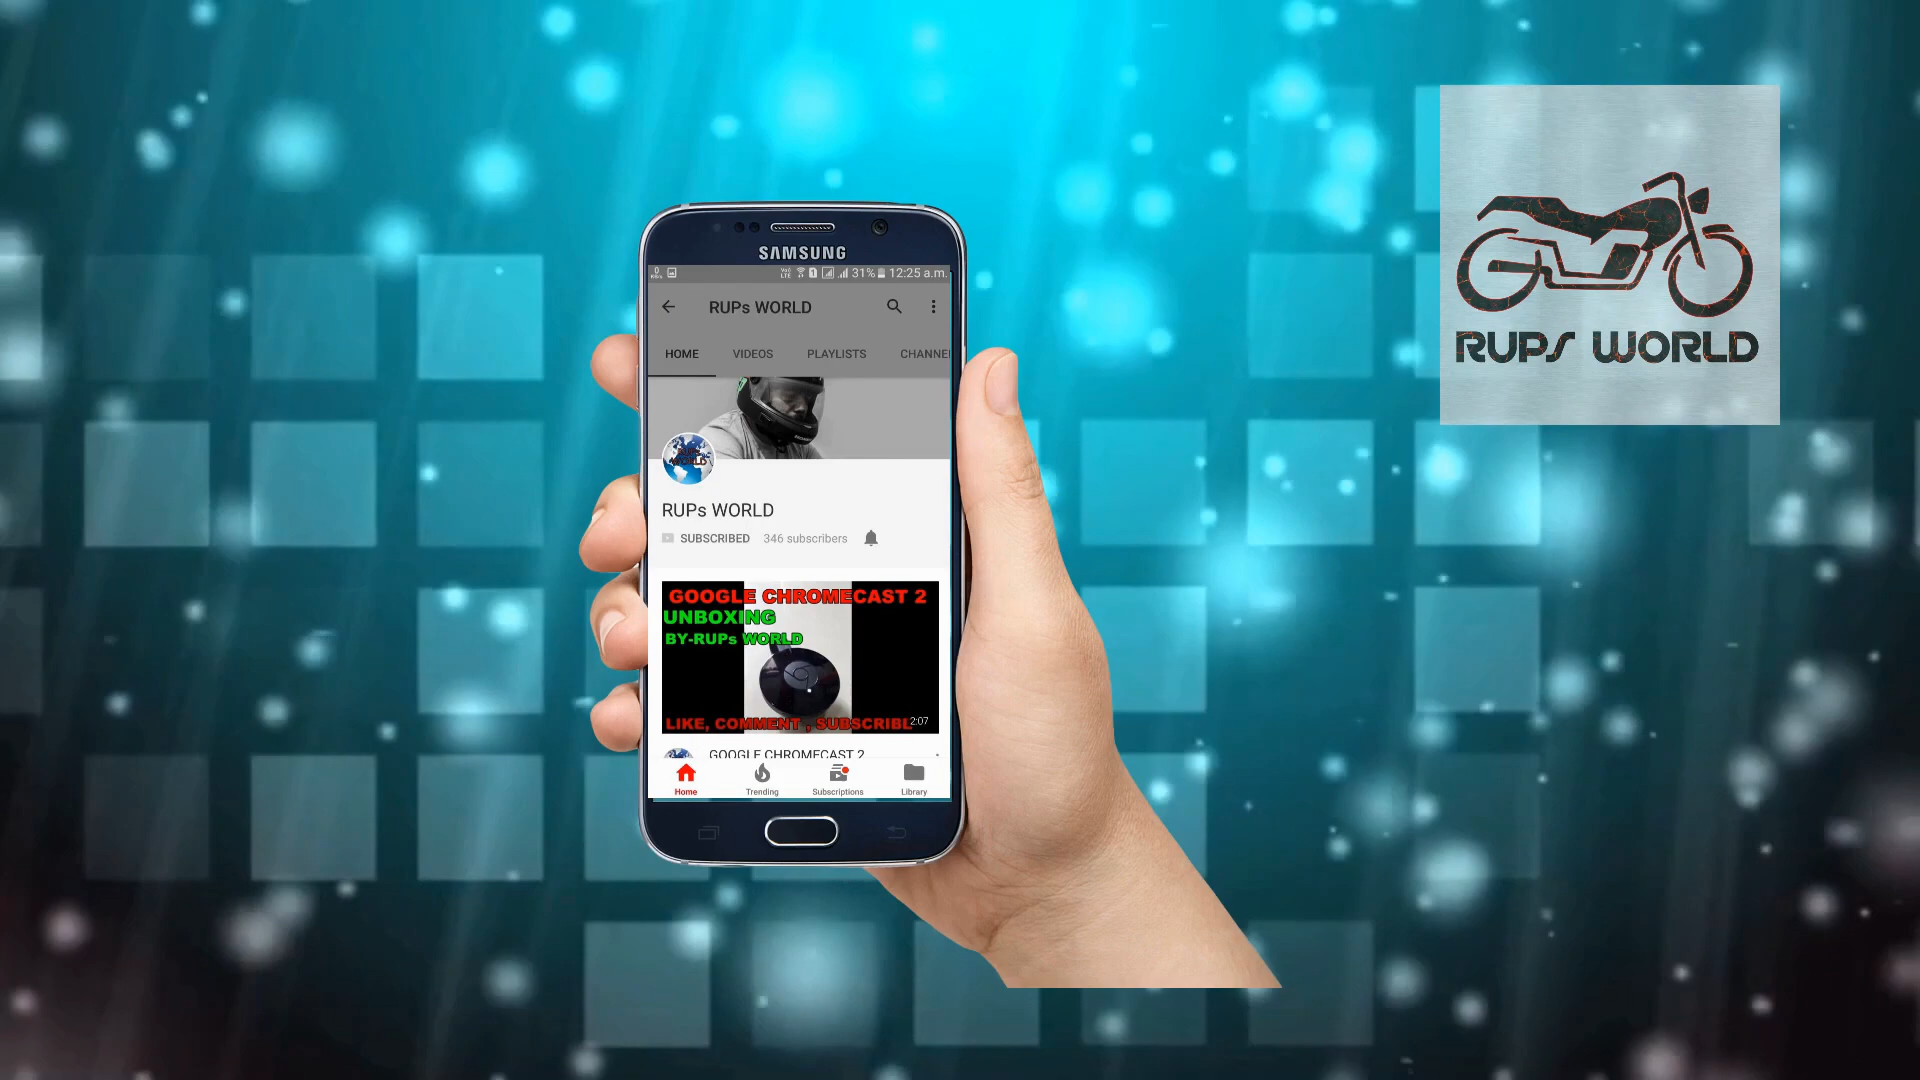 SAMSUNG
31% 12:25 a.m.
RUPs WORLD
HOME VIDEOS PLAYLISTS CHANNE
RUPs WORLD
SUBSCRIBED 346 subscribers
GOOGLE CHROMECAST 2
UNBOXING
BY-RUPs WORLD
LIKE, COMMENT , SUBSCRIBE
2:07
GOOGLE CHROMECAST 2
Home Trending Subscriptions Library
RUPS WORLD